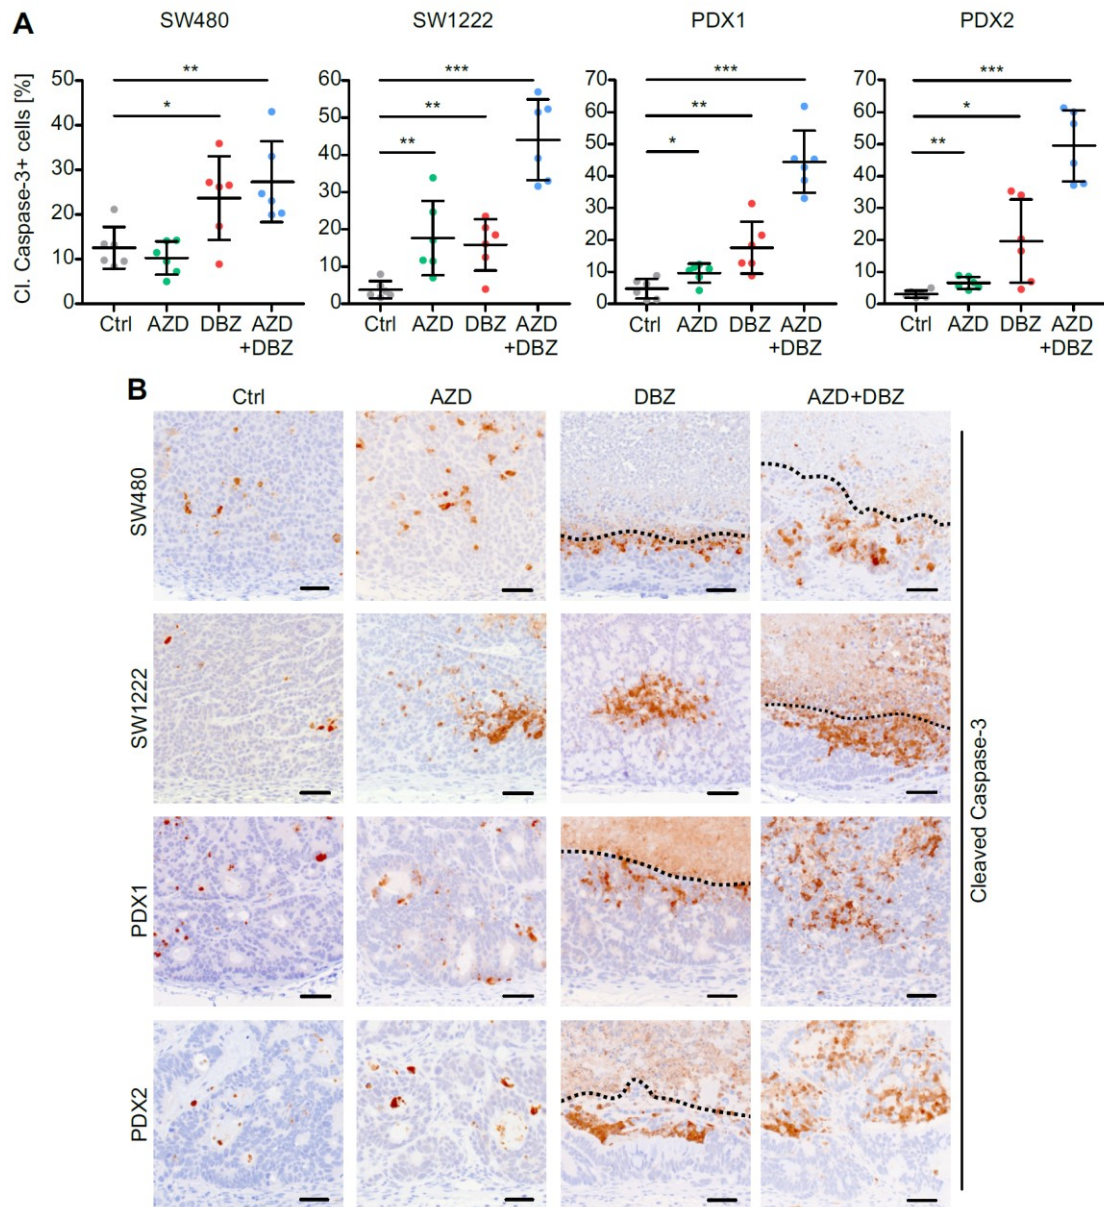 A
SW480 SW1222 PDX1 PDX2
Cl. Caspase-3+ cells [%]
50
40
30
20
10
0
**
*
Ctrl AZD DBZ AZD
+DBZ
60
50
40
30
20
10
0
***
**
**
Ctrl AZD DBZ AZD
+DBZ
70
60
50
40
30
20
10
0
***
**
*
Ctrl AZD DBZ AZD
+DBZ
70
60
50
40
30
20
10
0
***
*
**
Ctrl AZD DBZ AZD
+DBZ
B
Ctrl AZD DBZ AZD+DBZ
SW480
SW1222
PDX1
PDX2
Cleaved Caspase-3